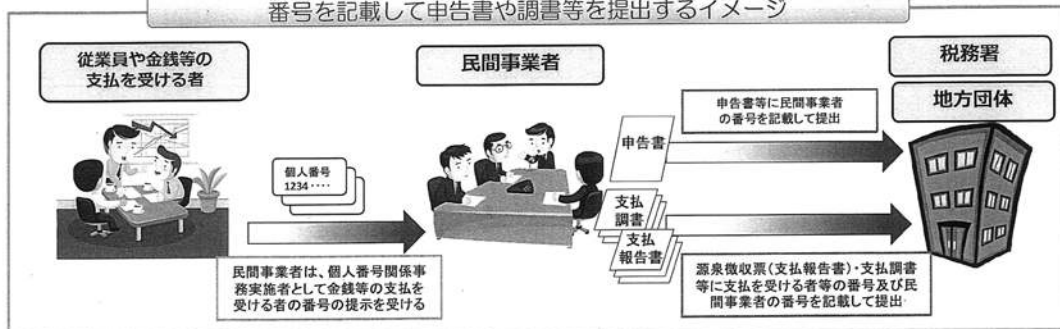 番号を記載して申告書や調書等を提出するイメージ
従業員や金銭等の
支払を受ける者
民間事業者
税務署
地方団体
個人番号
1234‥‥
申告書
申告書等に民間事業者
の番号を記載して提出
支払
調書
支払
報告書
民間事業者は、個人番号関係事
務実施者として金銭等の支払を
受ける者の番号の提示を受ける
源泉徴収票(支払報告書)・支払調書
等に支払を受ける者等の番号及び民
間事業者の番号を記載して提出